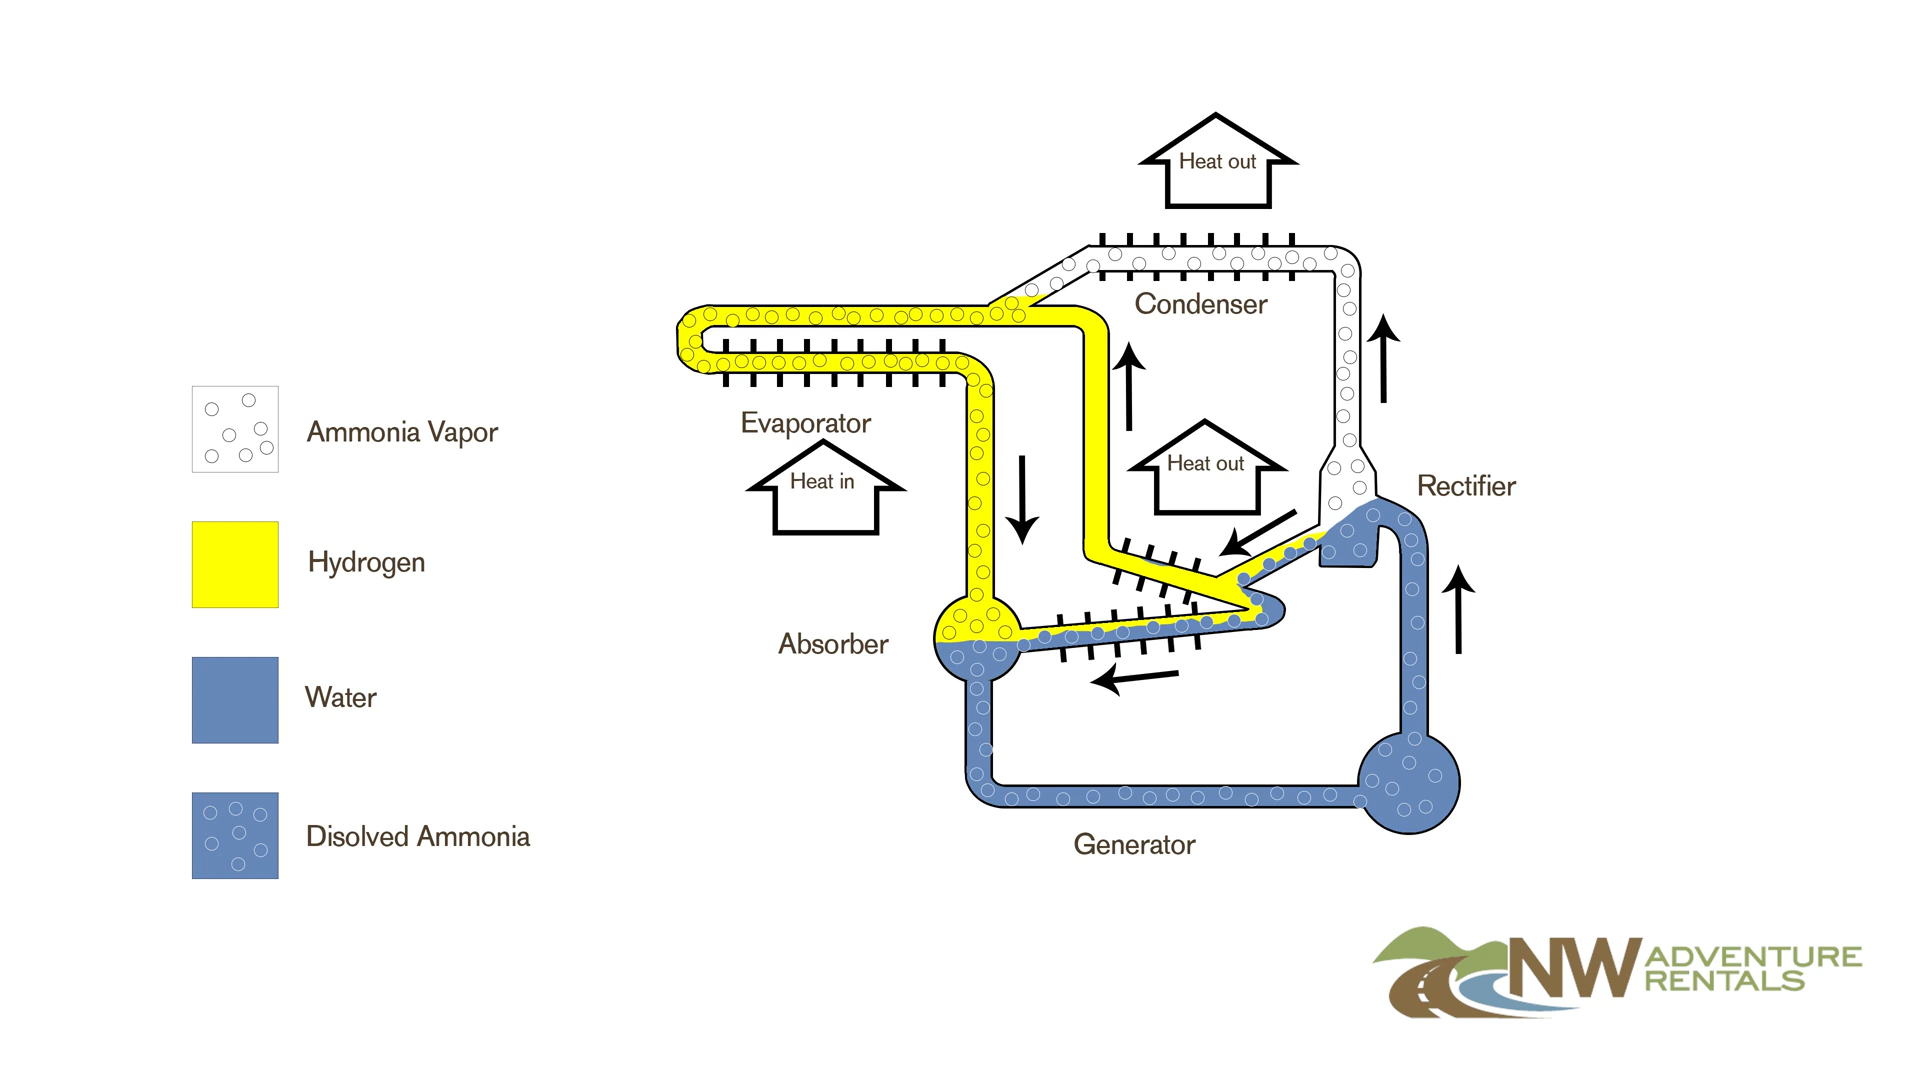 Heat out
Condenser
Evaporator
Heat in
Heat out
Rectifier
Absorber
Generator
Ammonia Vapor
Hydrogen
Water
Disolved Ammonia
NW ADVENTURE
RENTALS